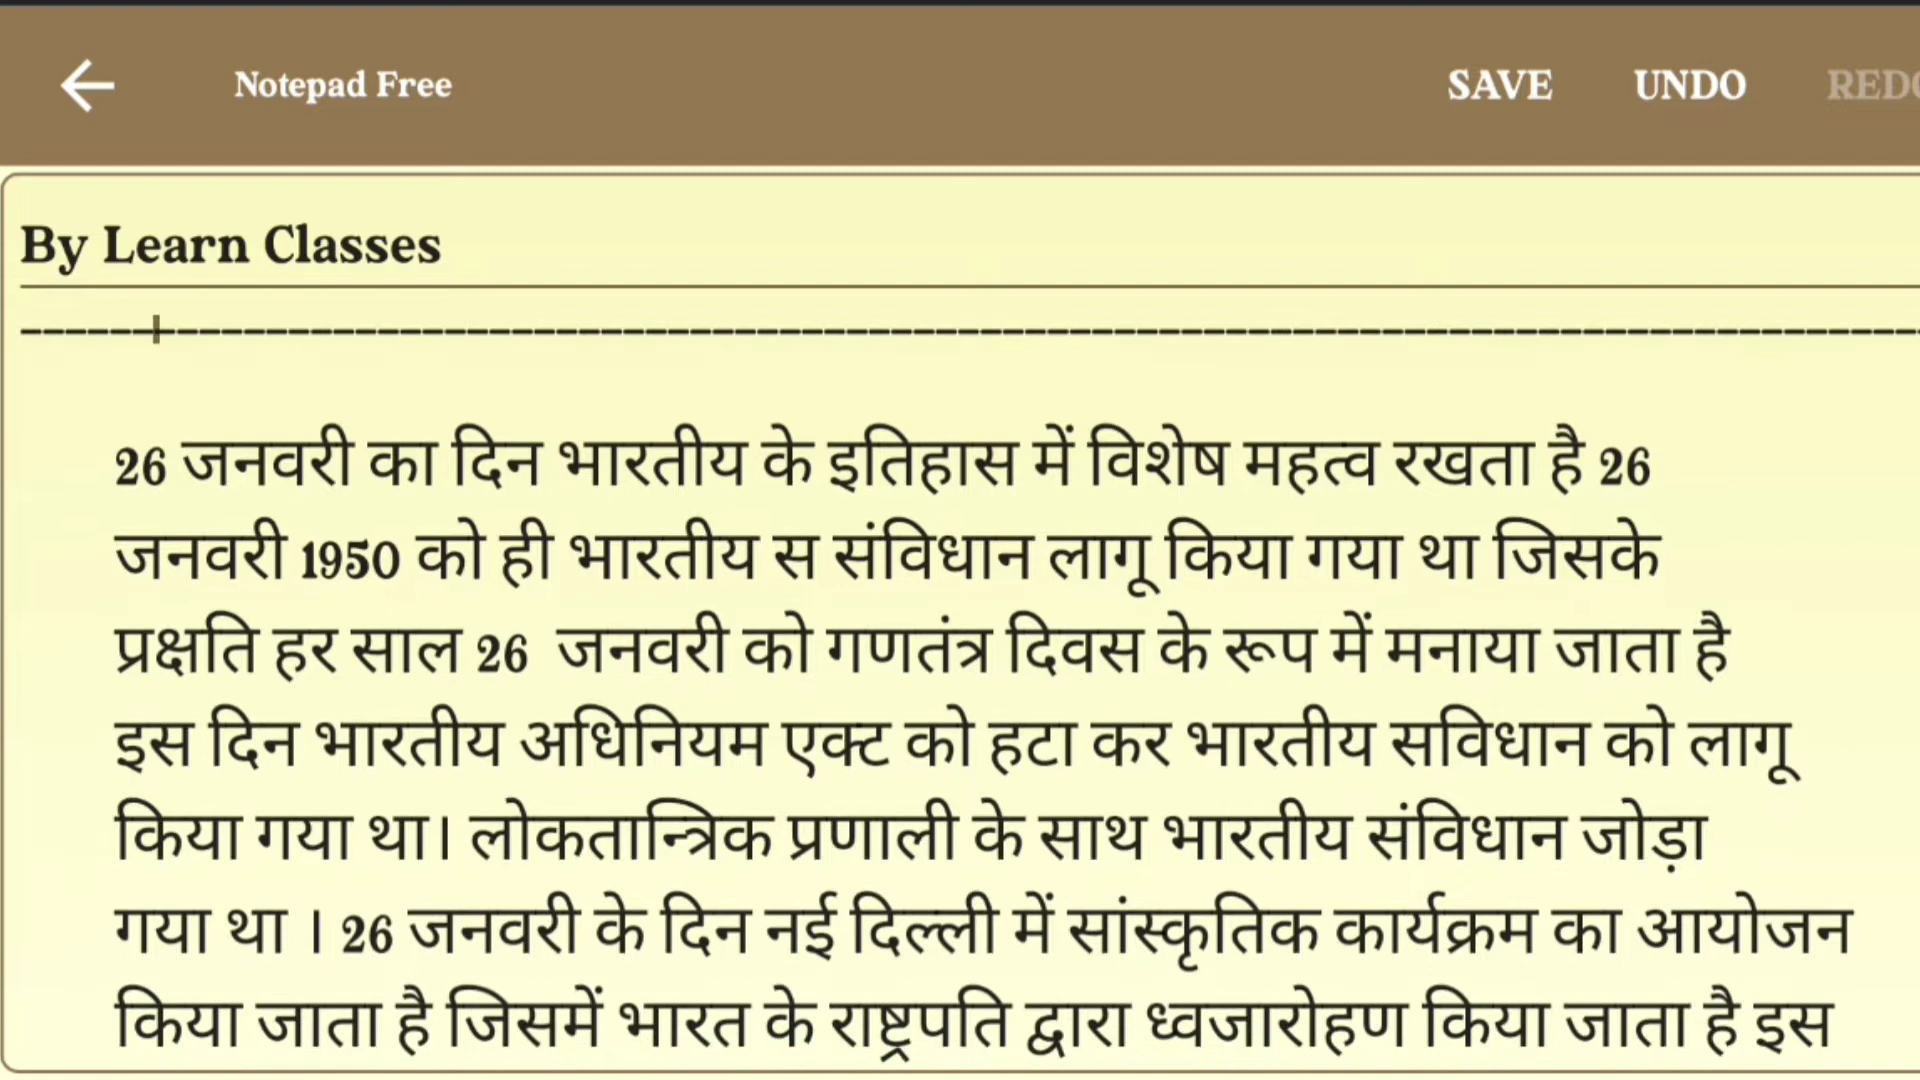 Notepad Free SAVE UNDO REDO
By Learn Classes
26 जनवरी का दिन भारतीय के इतिहास में विशेष महत्व रखता है 26
जनवरी 1950 को ही भारतीय स संविधान लागू किया गया था जिसके
प्रक्षति हर साल 26 जनवरी को गणतंत्र दिवस के रूप में मनाया जाता है
इस दिन भारतीय अधिनियम एक्ट को हटा कर भारतीय सविधान को लागू
किया गया था। लोकतान्त्रिक प्रणाली के साथ भारतीय संविधान जोड़ा
गया था । 26 जनवरी के दिन नई दिल्ली में सांस्कृतिक कार्यक्रम का आयोजन
किया जाता है जिसमें भारत के राष्ट्रपति द्वारा ध्वजारोहण किया जाता है इस